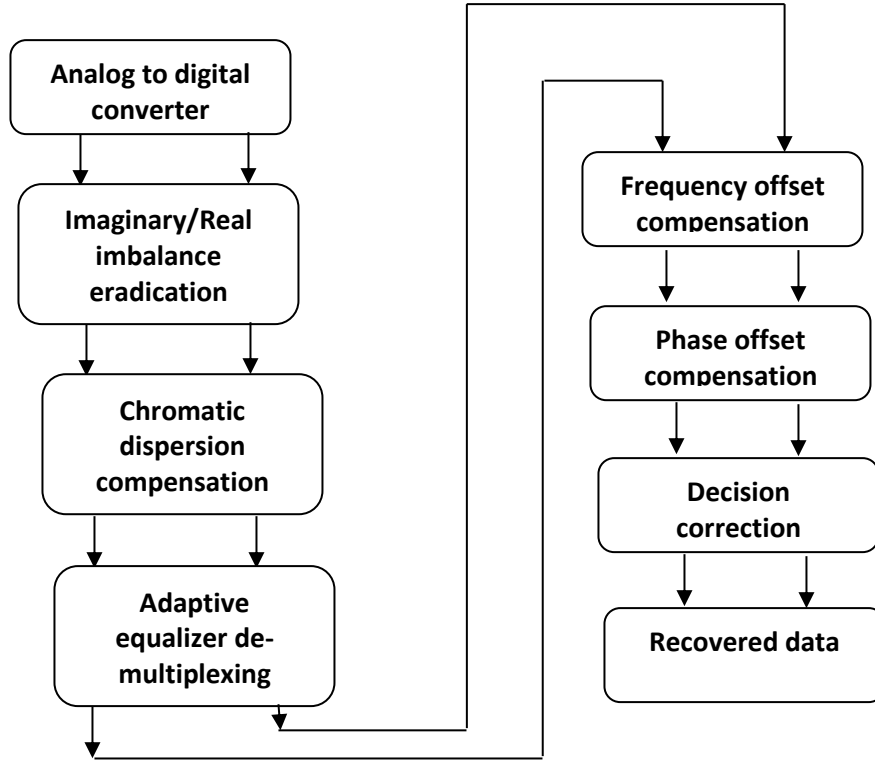 Analog to digital
converter
Imaginary/Real
imbalance
eradication
Chromatic
dispersion
compensation
Adaptive
equalizer de-
multiplexing
Frequency offset
compensation
Phase offset
compensation
Decision
correction
Recovered data